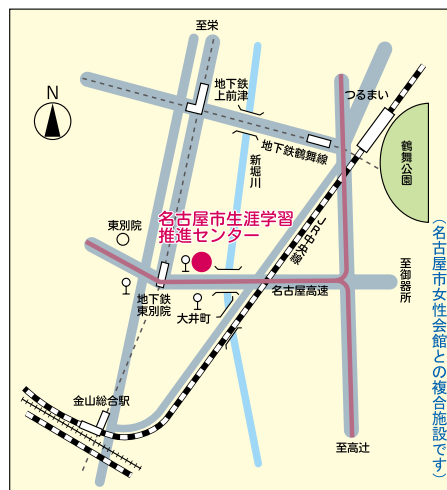 至栄
N
地下鉄
上前津
つるまい
地下鉄鶴舞線
鶴舞公園
新堀川
名古屋市生涯学習
推進センター
東別院
JR中央線
至御器所
地下鉄
東別院
大井町
名古屋高速
(名古屋市女性会館との複合施設です)
金山総合駅
至高辻